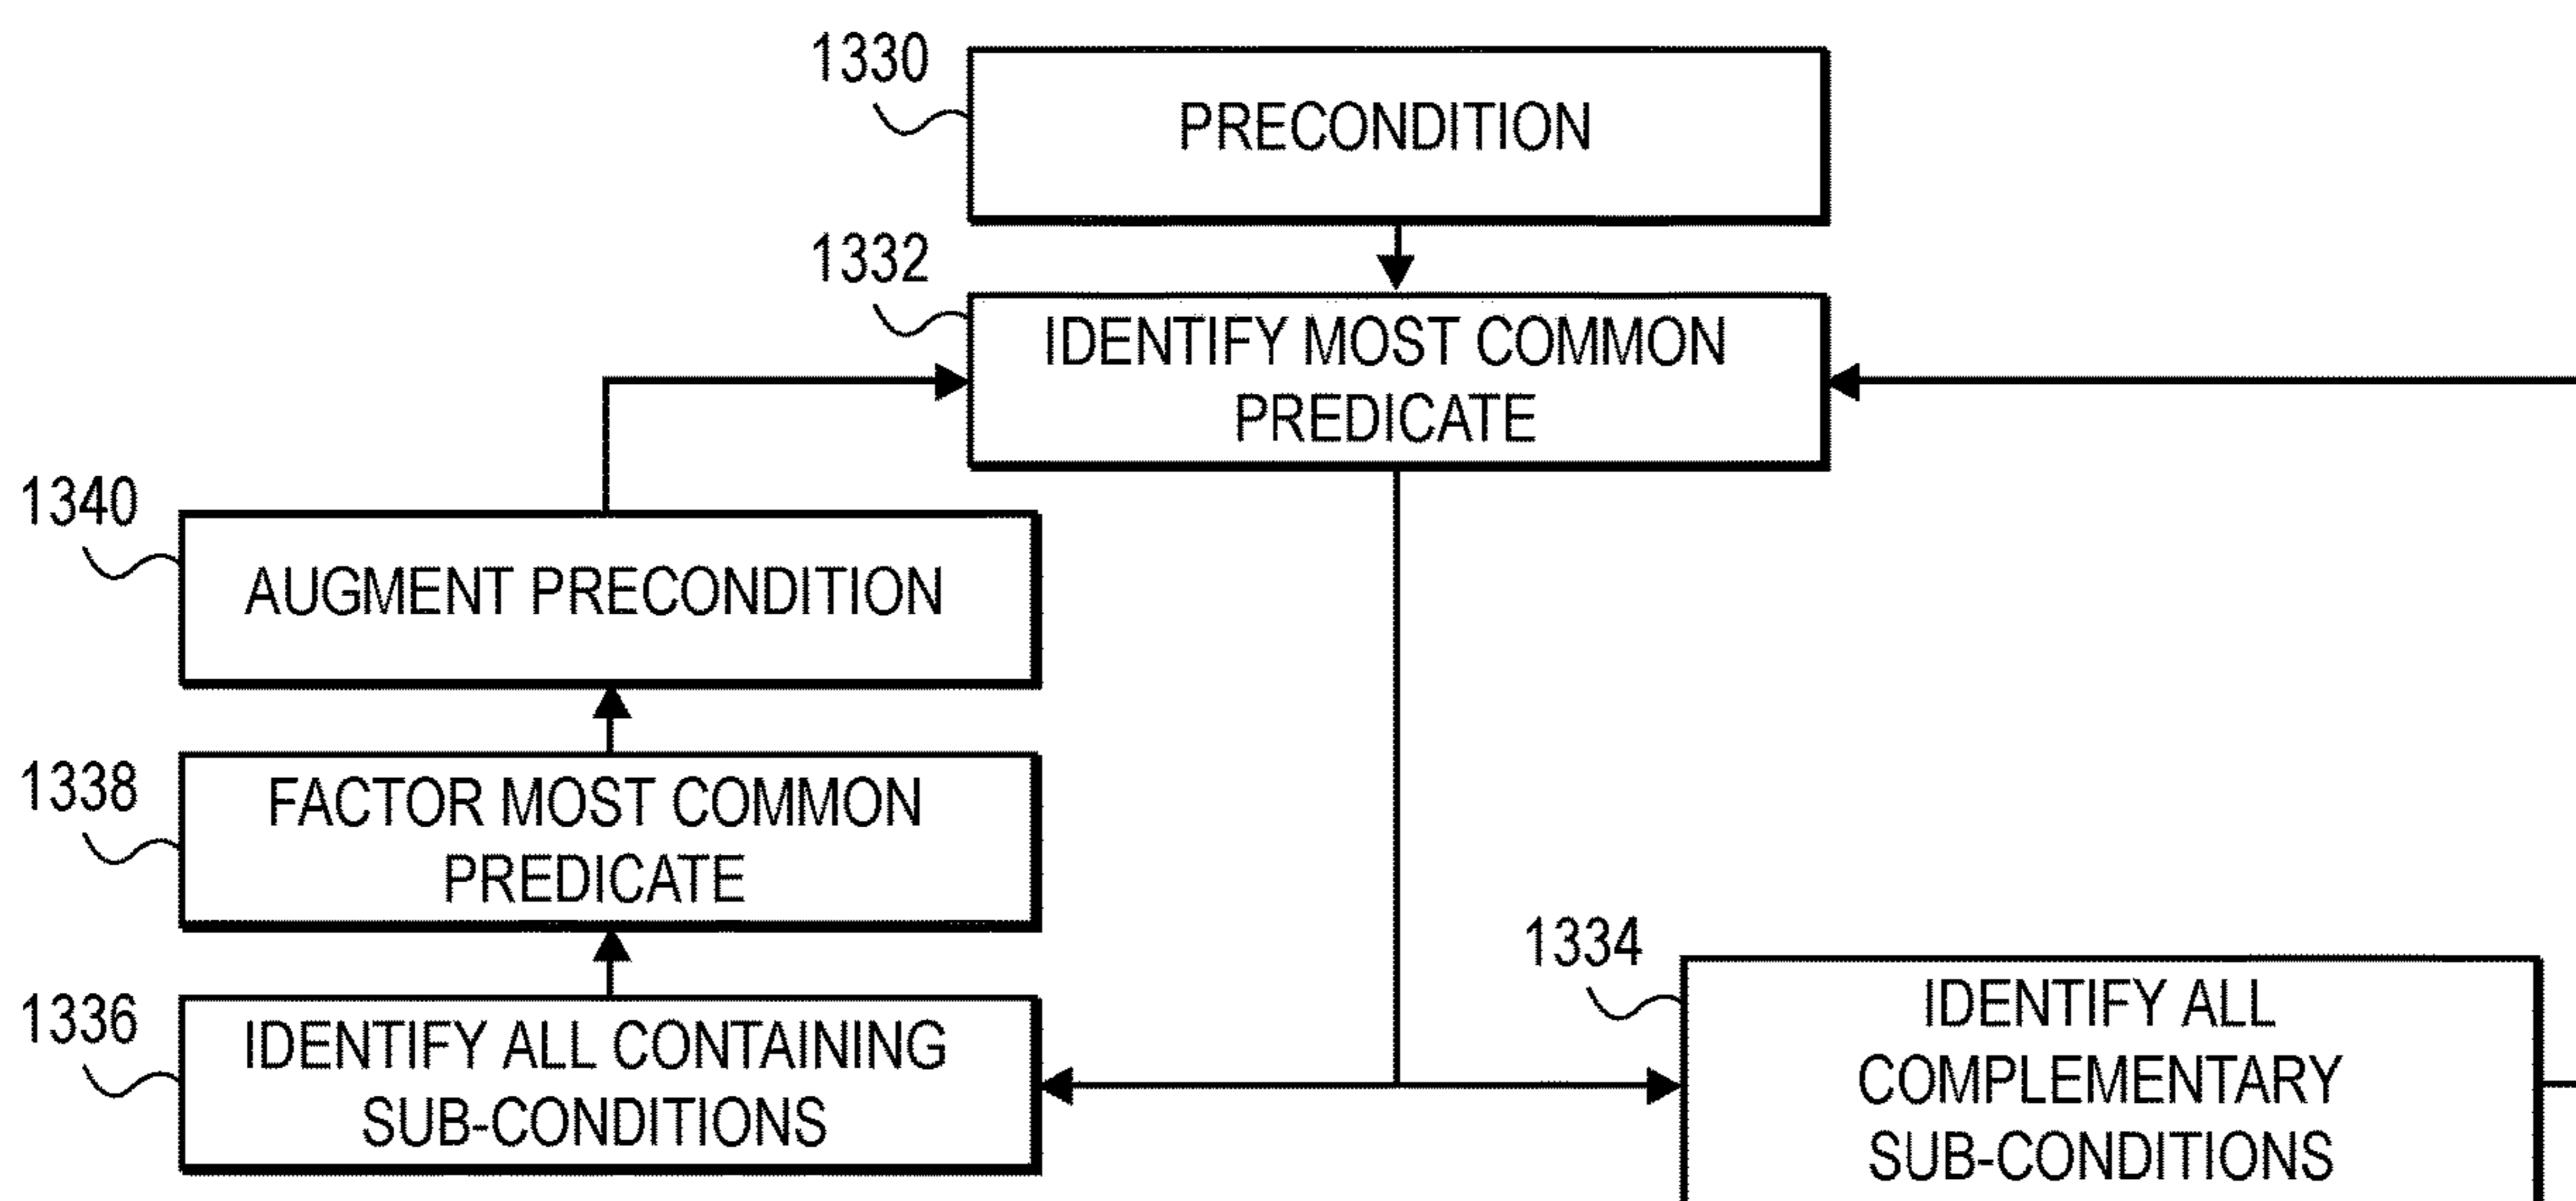 1330
PRECONDITION
1332
IDENTIFY MOST COMMON
PREDICATE
1340
AUGMENT PRECONDITION
1338
FACTOR MOST COMMON
PREDICATE
1336
IDENTIFY ALL CONTAINING
SUB-CONDITIONS
1334
IDENTIFY ALL
COMPLEMENTARY
SUB-CONDITIONS